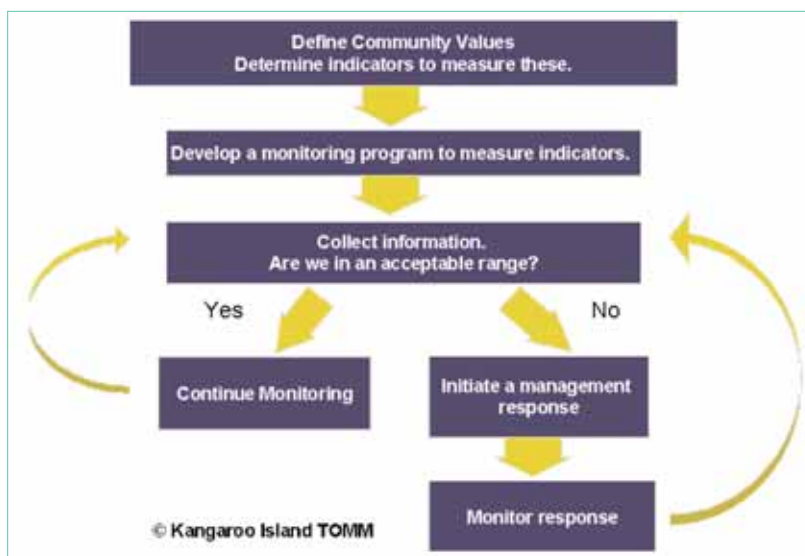 Define Community Values
Determine indicators to measure these.
Develop a monitoring program to measure indicators.
Collect information.
Are we in an acceptable range?
Yes
No
Continue Monitoring
Initiate a management
response
Monitor response
© Kangaroo Island TOMM